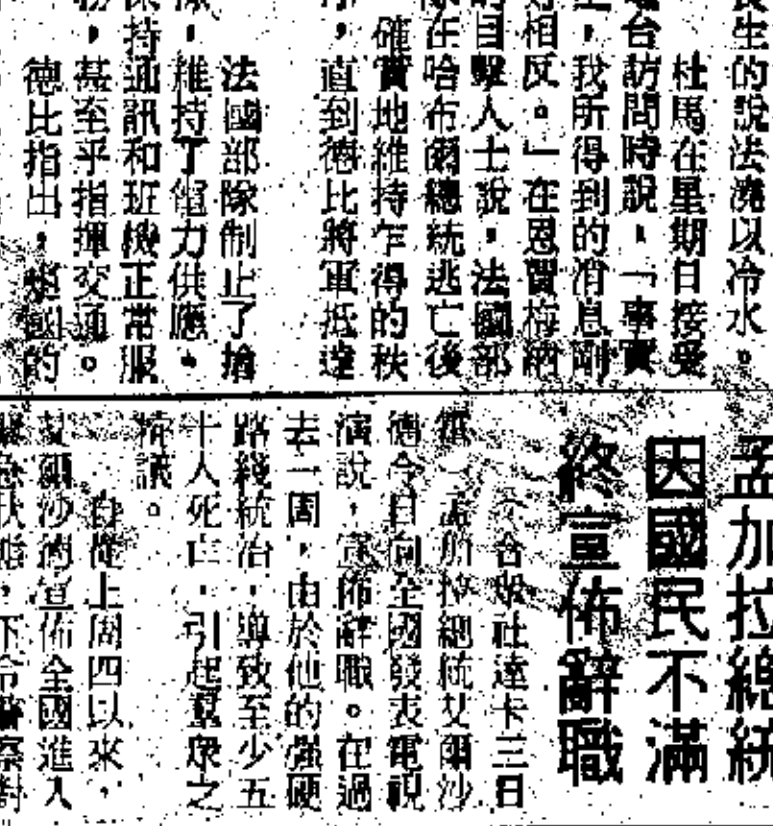 長生的說法澆以冷水。
杜馬在星期日接受
台訪問時說，「事實
上，我所得到的消息剛
好相反。」在恩賈梅納
的目擊人士說，法國部
隊在哈布爾總統逃亡後
確實地維持乍得的秩
序，直到德比將軍抵達
法國部隊制止了搶
維持了電力供應，
保持通訊和班機正常服
務，甚至乎指揮交通。
德比指出，
國的
孟加拉總統
因國民不滿
終宣佈辭職
合眾社達卡三日
電）孟加拉總統艾爾沙
德今日向全國發表電視
演說，宣佈辭職。在過
去一周，由於他的強硬
路綫統治，導致至少五
十人死亡，引起羣眾之
抗議。
自從上周四以來，
艾爾沙德宣佈全國進入
緊急狀態，下令警察對